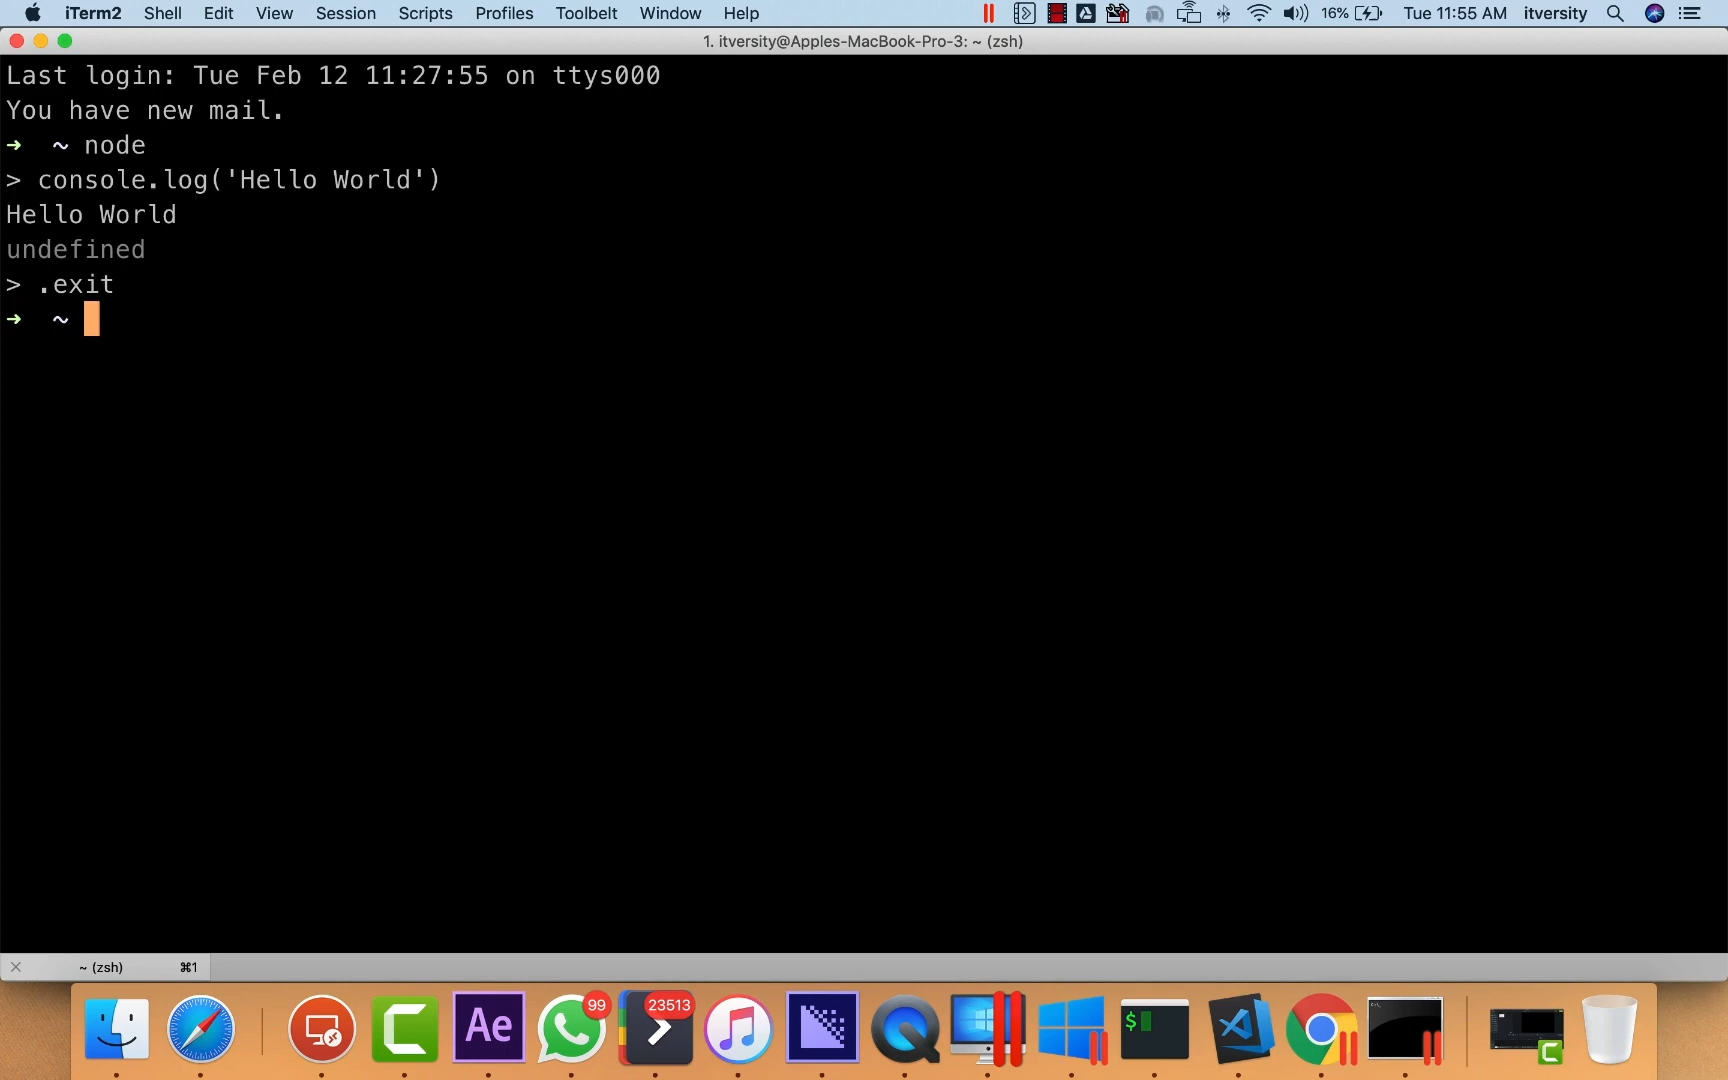 iTerm2 Shell Edit View Session Scripts Profiles Toolbelt Window Help 16% Tue 11:55 AM itversity
1. itversity@Apples-MacBook-Pro-3: ~ (zsh)
Last login: Tue Feb 12 11:27:55 on ttys000
You have new mail.
➜ ~ node
> console.log('Hello World')
Hello World
undefined
> .exit
➜ ~
~ (zsh) ⌘1
Ae 99 23513 $